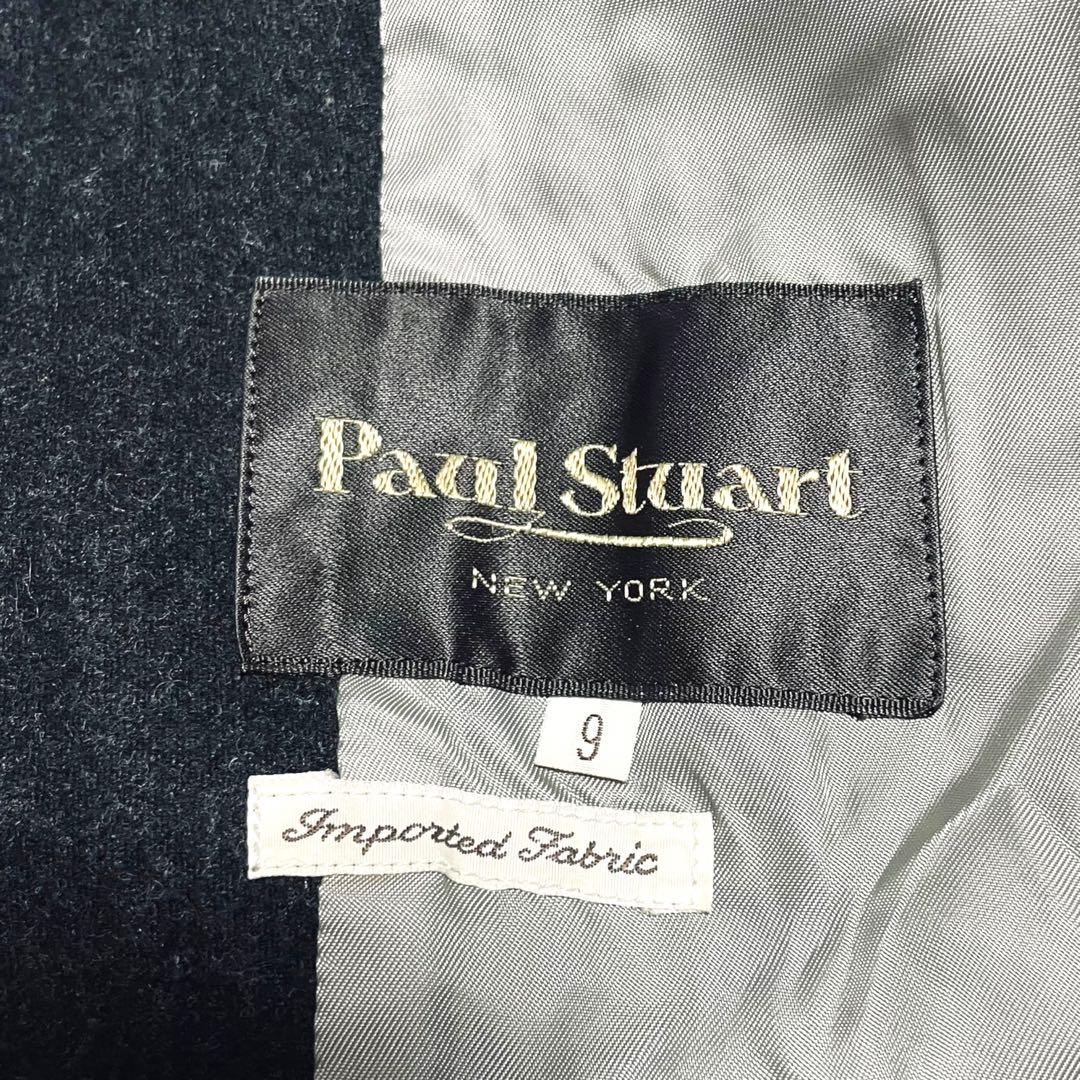 Paul Stuart
NEW YORK
9
Imported Fabric